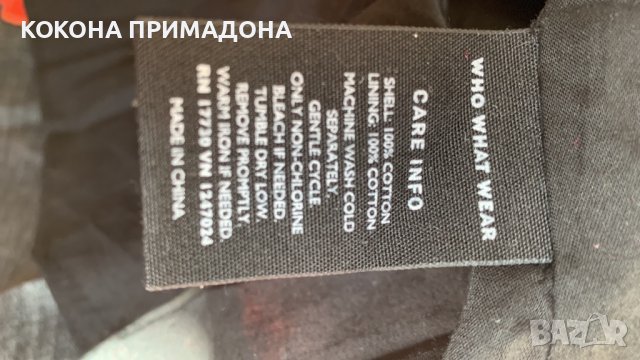 КОКОНА ПРИМАДОНА
WHO WHAT WEAR
CARE INFO
SHELL: 100% COTTON
LINING: 100% COTTON
MACHINE WASH COLD
SEPARATELY.
GENTLE CYCLE.
ONLY NON-CHLORINE
BLEACH IF NEEDED.
TUMBLE DRY LOW.
REMOVE PROMPTLY.
WARM IRON IF NEEDED.
RN 17730 VN 1247024
MADE IN CHINA
BAZAR